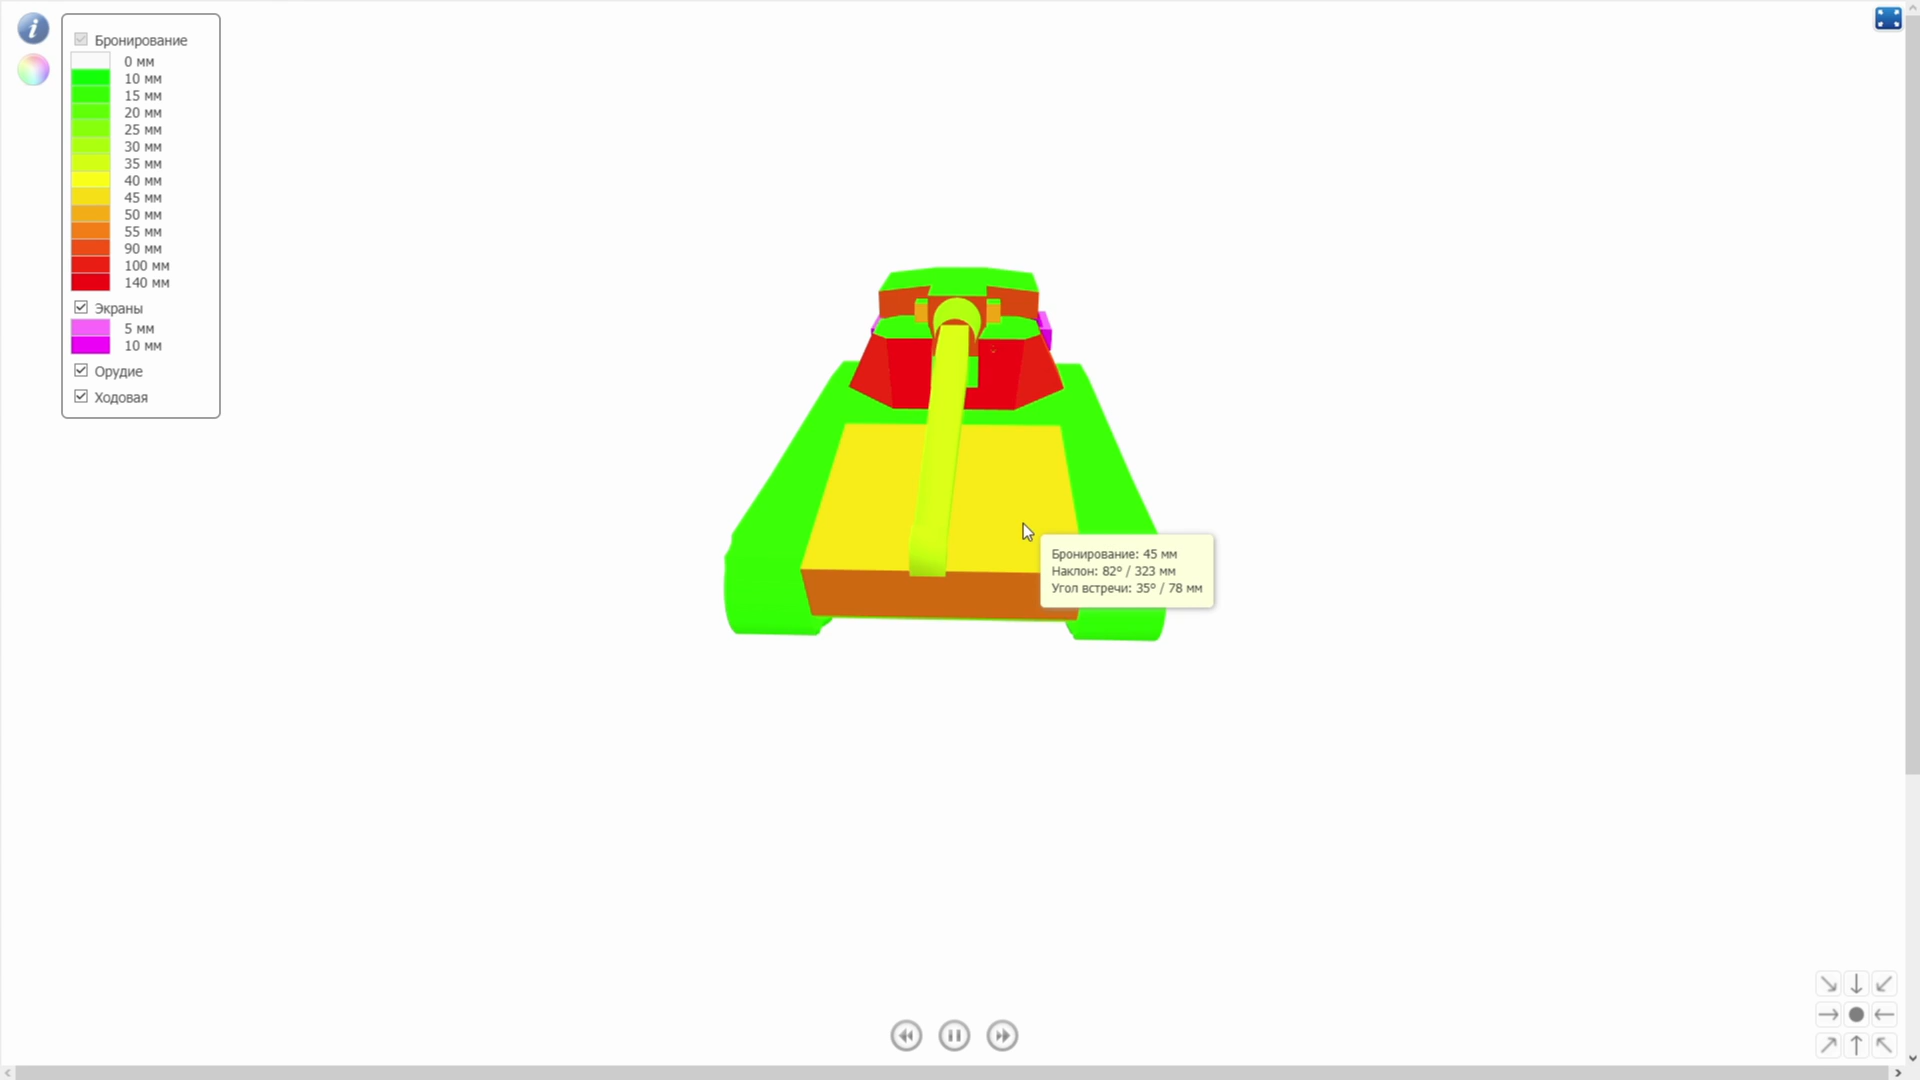 i
Бронирование
0 мм
10 мм
15 мм
20 мм
25 мм
30 мм
35 мм
40 мм
45 мм
50 мм
55 мм
90 мм
100 мм
140 мм
Экраны
5 мм
10 мм
Орудие
Ходовая
Бронирование: 45 мм
Наклон: 82º / 323 мм
Угол встречи: 35º / 78 мм